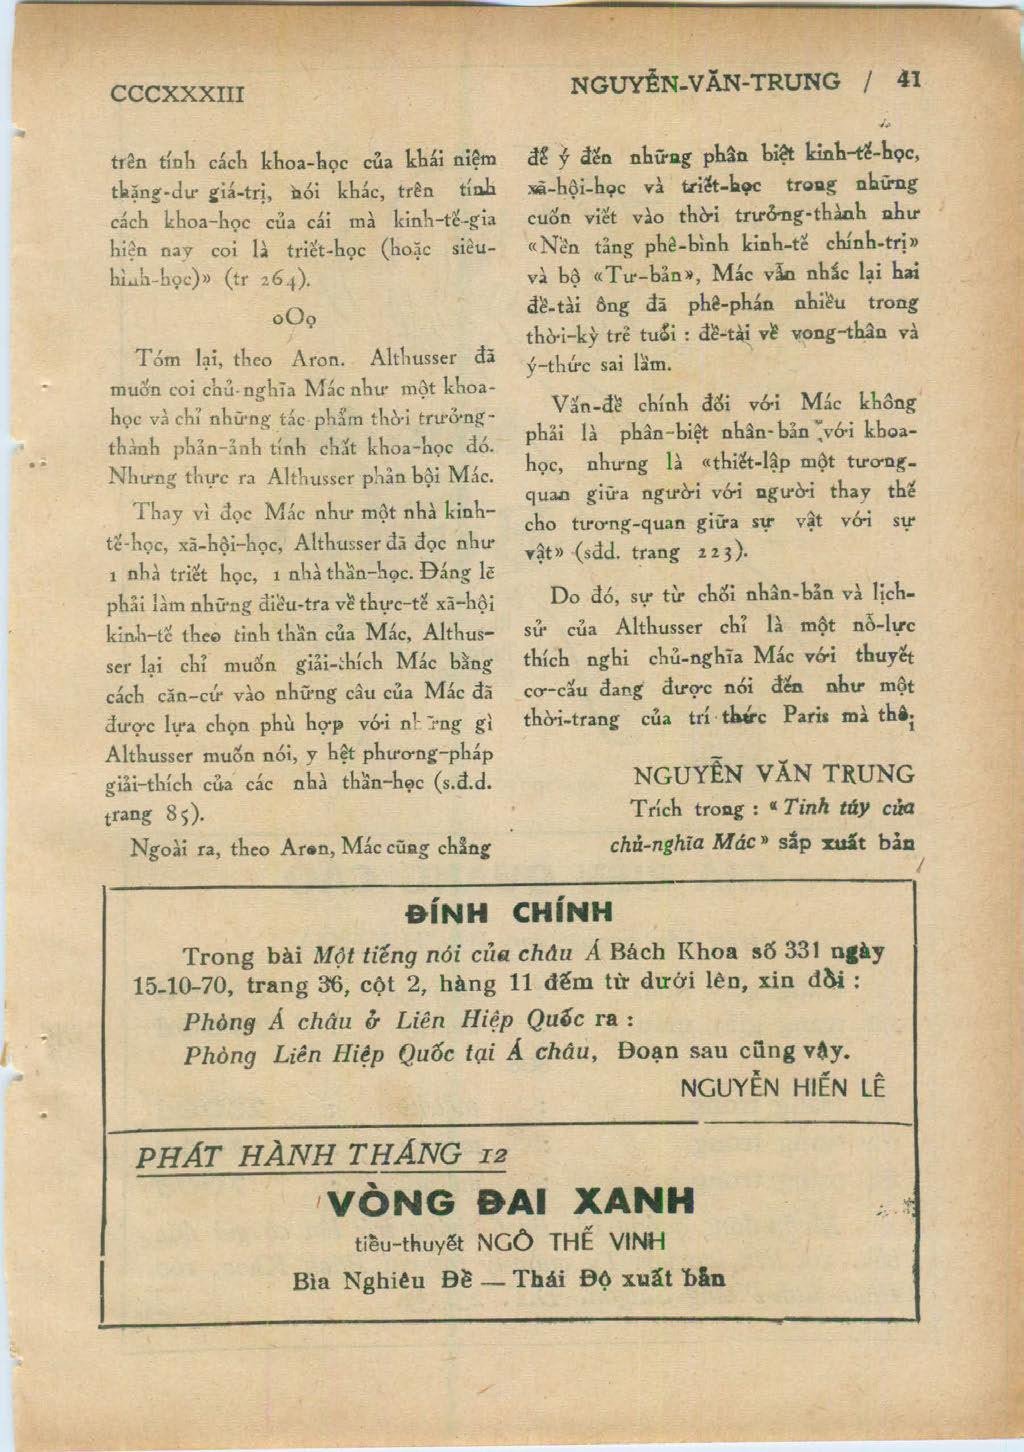 CCCXXXIII
NGUYỄN-VĂN-TRUNG / 41
trên tính cách khoa-học của khái niệm
thặng-dư giá-trị, nói khác, trên tính
cách khoa-học của cái mà kinh-tế-gia
hiện nay coi là triết-học (hoặc siêu-
hình-học)» (tr 264).
oOo
Tóm lại, theo Aron. Althusser đã
muốn coi chủ-nghĩa Mác như một khoa-
học và chỉ những tác-phẩm thời trưởng-
thành phản-ảnh tính chất khoa-học đó.
Nhưng thực ra Althusser phản bội Mác.
Thay vì đọc Mác như một nhà kinh-
tế-học, xã-hội-học, Althusser đã đọc như
1 nhà triết học, 1 nhà thần-học. Đáng lẽ
phải làm những điều-tra về thực-tế xã-hội
kinh-tế theo tinh thần của Mác, Althus-
ser lại chỉ muốn giải-thích Mác bằng
cách căn-cứ vào những câu của Mác đã
được lựa chọn phù hợp với những gì
Althusser muốn nói, y hệt phương-pháp
giải-thích của các nhà thần-học (s.đ.d.
trang 85).
Ngoài ra, theo Aron, Mác cũng chẳng
để ý đến những phân biệt kinh-tế-học,
xã-hội-học và triết-học trong những
cuốn viết vào thời trưởng-thành như
«Nền tảng phê-bình kinh-tế chính-trị»
và bộ «Tư-bản», Mác vẫn nhắc lại hai
đề-tài ông đã phê-phán nhiều trong
thời-kỳ trẻ tuổi : đề-tài về vong-thân và
ý-thức sai lầm.
Vấn-đề chính đối với Mác không
phải là phân-biệt nhân-bản với khoa-
học, nhưng là «thiết-lập một tương-
quan giữa người với người thay thế
cho tương-quan giữa sự vật với sự
vật» (sđd. trang 223).
Do đó, sự từ chối nhân-bản và lịch-
sử của Althusser chỉ là một nỗ-lực
thích nghi chủ-nghĩa Mác với thuyết
cơ-cấu đang được nói đến như một
thời-trang của trí thức Paris mà thôi
NGUYỄN VĂN TRUNG
Trích trong : « Tinh túy của
chủ-nghĩa Mác » sắp xuất bản
ĐÍNH CHÍNH
Trong bài Một tiếng nói của châu Á Bách Khoa số 331 ngày
15-10-70, trang 36, cột 2, hàng 11 đếm từ dưới lên, xin đổi :
Phòng Á châu ở Liên Hiệp Quốc ra :
Phòng Liên Hiệp Quốc tại Á châu, Đoạn sau cũng vậy.
NGUYỄN HIẾN LÊ
PHÁT HÀNH THÁNG 12
VÒNG ĐAI XANH
tiểu-thuyết NGÔ THẾ VINH
Bìa Nghiêu Đề — Thái Độ xuất bản